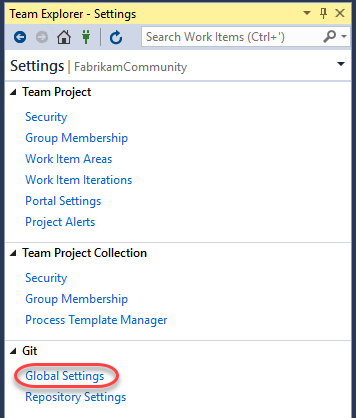 Team Explorer - Settings
Search Work Items (Ctrl+')
Settings | FabrikamCommunity
Team Project
Security
Group Membership
Work Item Areas
Work Item Iterations
Portal Settings
Project Alerts
Team Project Collection
Security
Group Membership
Process Template Manager
Git
Global Settings
Repository Settings